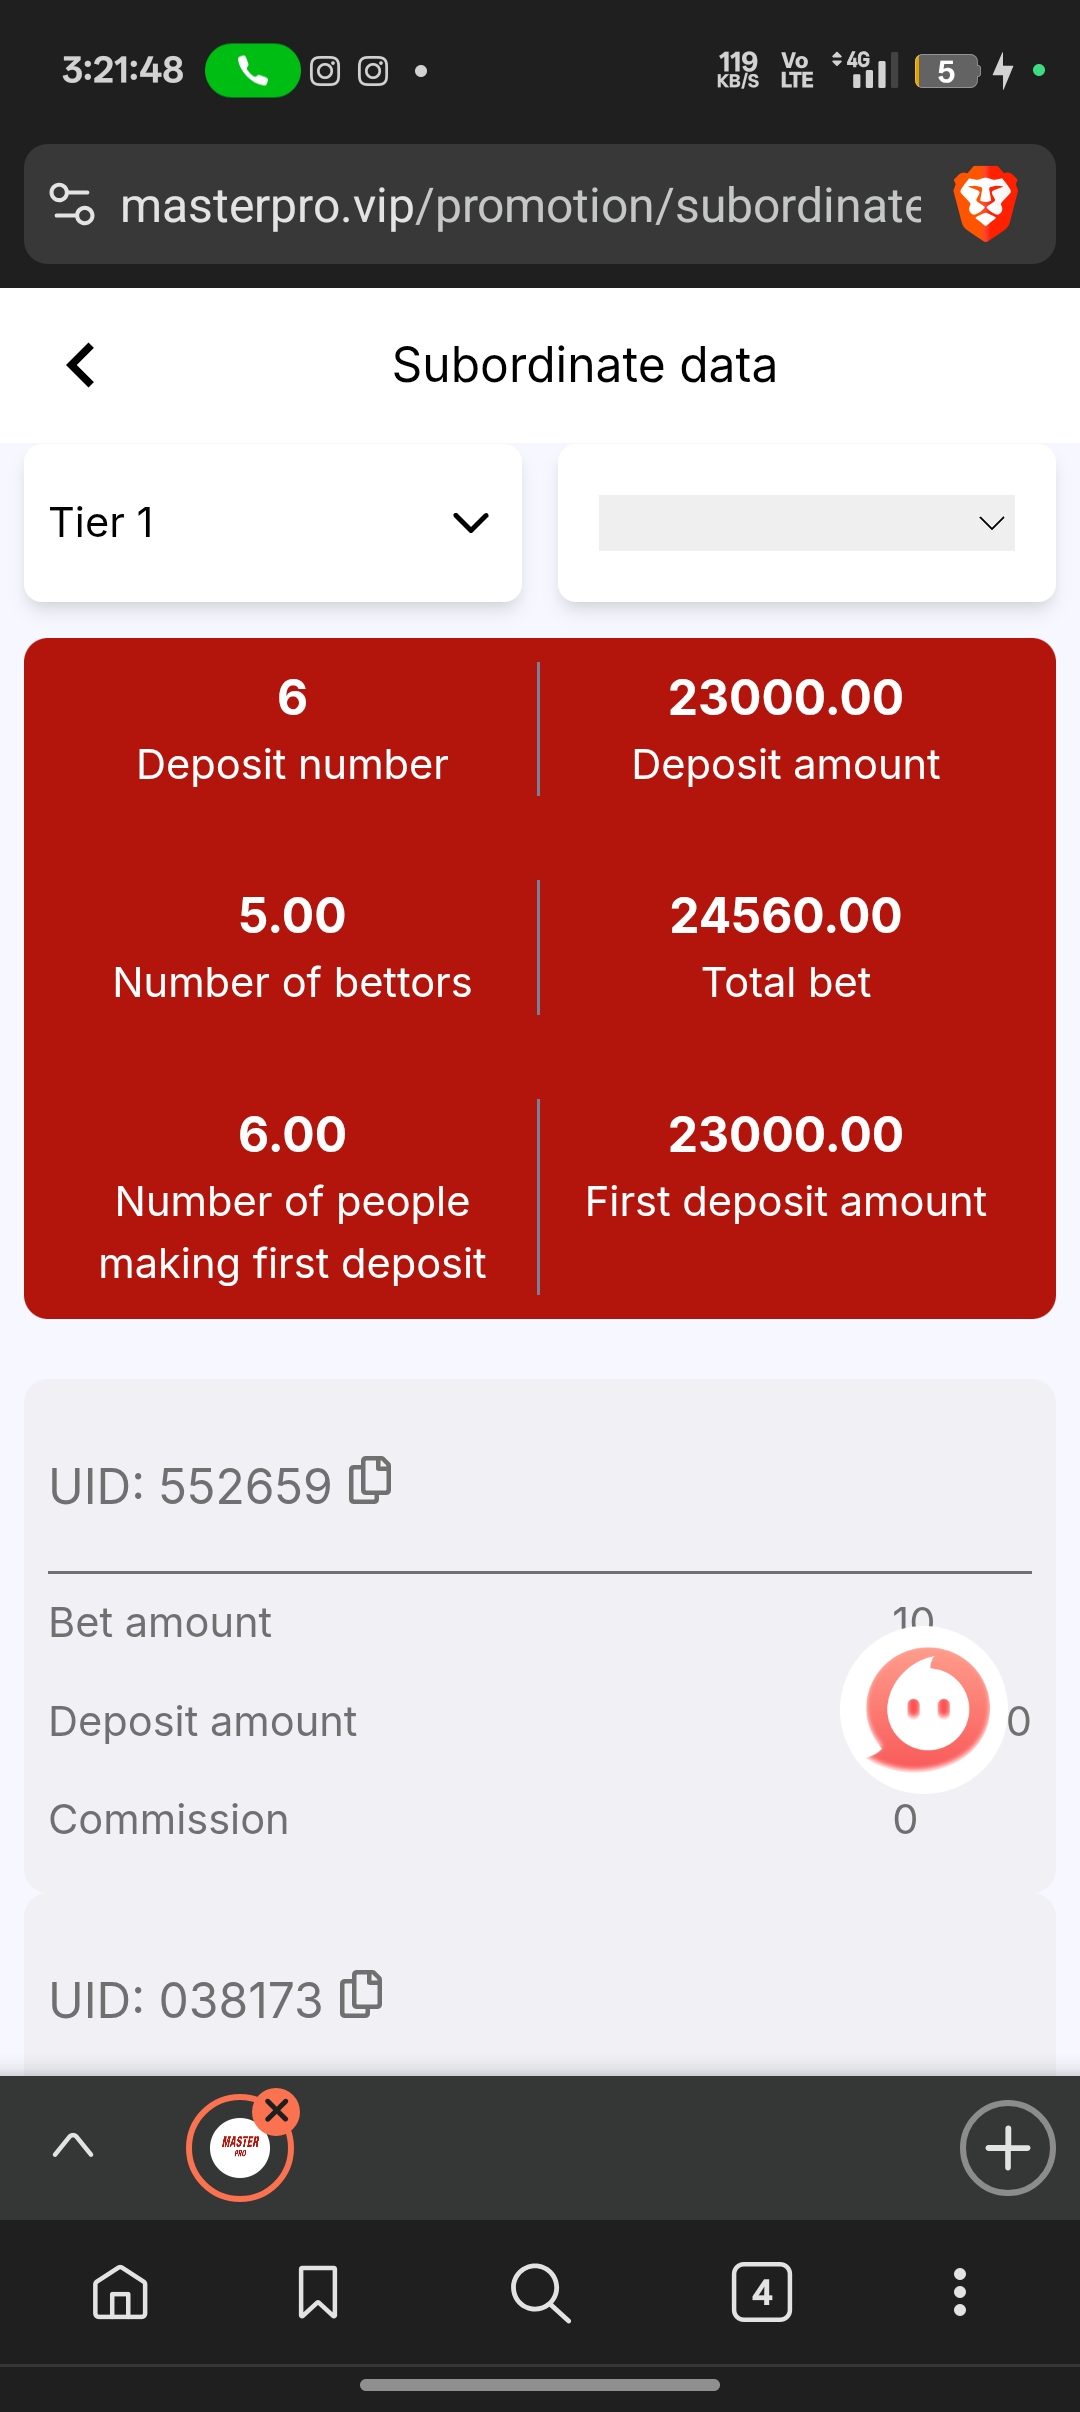 3:21:48
119 KB/S
Vo LTE
4G
5
masterpro.vip/promotion/subordinate
Subordinate data
Tier 1
6
Deposit number
23000.00
Deposit amount
5.00
Number of bettors
24560.00
Total bet
6.00
Number of people
making first deposit
23000.00
First deposit amount
UID: 552659
Bet amount
10
Deposit amount
0
Commission
0
UID: 038173
MASTER
PRO
4